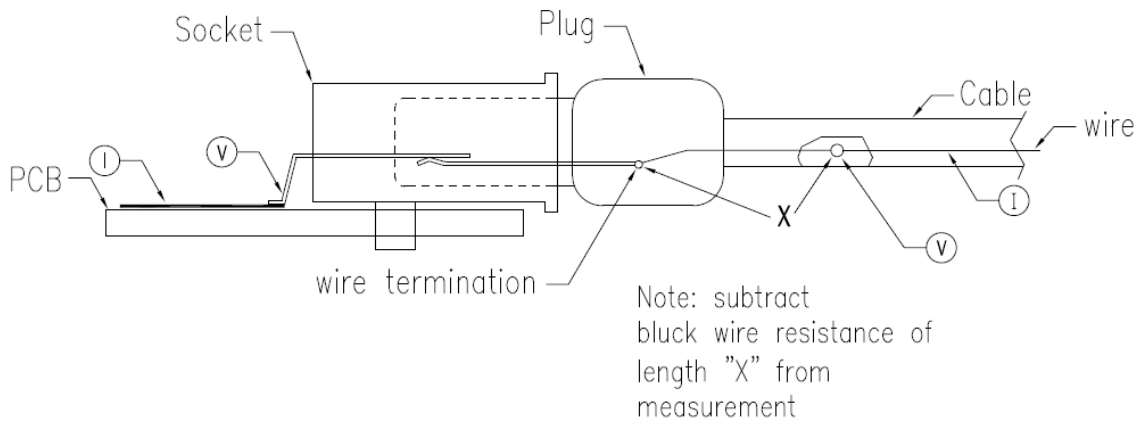 Socket
Plug
Cable
wire
I
V
PCB
X
I
V
wire termination
Note: subtract
bluck wire resistance of
length "X" from
measurement